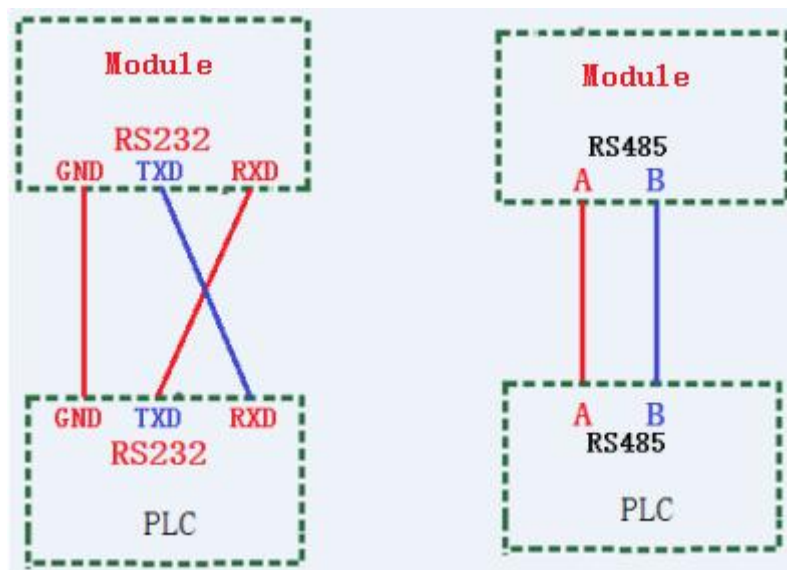 Module
RS232
GND TXD RXD
GND TXD RXD
RS232
PLC
Module
RS485
A B
A B
RS485
PLC